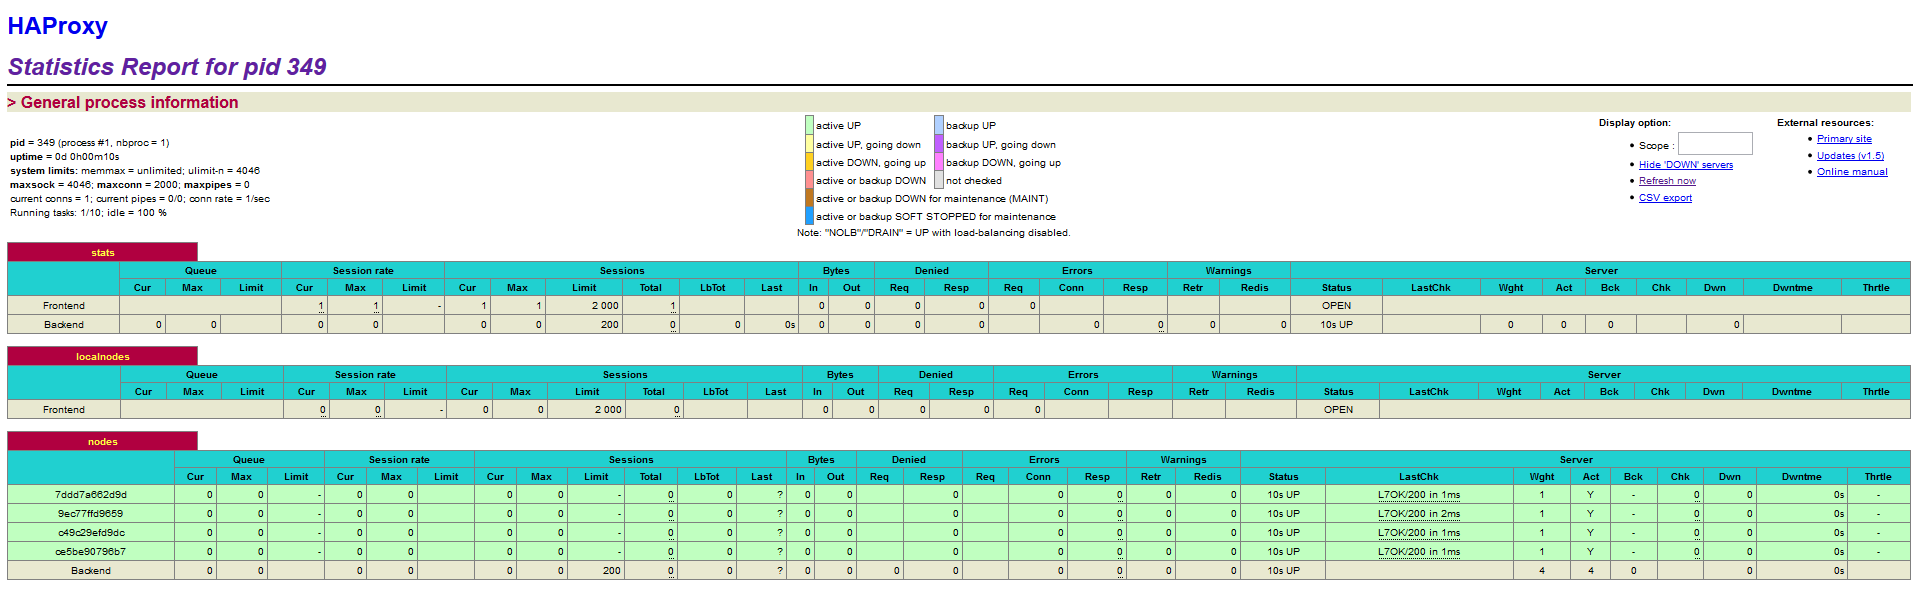 HAProxy
Statistics Report for pid 349
> General process information
pid = 349 (process #1, nbproc = 1)
uptime = 0d 0h00m10s
system limits: memmax = unlimited; ulimit-n = 4046
maxsock = 4046; maxconn = 2000; maxpipes = 0
current conns = 1; current pipes = 0/0; conn rate = 1/sec
Running tasks: 1/10; idle = 100 %
active UP backup UP
active UP, going down backup UP, going down
active DOWN, going up backup DOWN, going up
active or backup DOWN not checked
active or backup DOWN for maintenance (MAINT)
active or backup SOFT STOPPED for maintenance
Note: "NOLB"/"DRAIN" = UP with load-balancing disabled.
Display option:
• Scope :
• Hide 'DOWN' servers
• Refresh now
• CSV export
External resources:
• Primary site
• Updates (v1.5)
• Online manual
stats
Queue Session rate Sessions Bytes Denied Errors Warnings Server
Cur Max Limit Cur Max Limit Cur Max Limit Total LbTot Last In Out Req Resp Req Conn Resp Retr Redis Status LastChk Wght Act Bck Chk Dwn Dwntme Thrtle
Frontend 1 1 - 1 1 2 000 1 0 0 0 0 0 OPEN
Backend 0 0 0 0 0 0 200 0 0 0s 0 0 0 0 0 0 0 0 10s UP 0 0 0 0
localnodes
Queue Session rate Sessions Bytes Denied Errors Warnings Server
Cur Max Limit Cur Max Limit Cur Max Limit Total LbTot Last In Out Req Resp Req Conn Resp Retr Redis Status LastChk Wght Act Bck Chk Dwn Dwntme Thrtle
Frontend 0 0 - 0 0 2 000 0 0 0 0 0 0 OPEN
nodes
Queue Session rate Sessions Bytes Denied Errors Warnings Server
Cur Max Limit Cur Max Limit Cur Max Limit Total LbTot Last In Out Req Resp Req Conn Resp Retr Redis Status LastChk Wght Act Bck Chk Dwn Dwntme Thrtle
7ddd7a662d9d 0 0 - 0 0 0 0 - 0 0 ? 0 0 0 0 0 0 0 10s UP L7OK/200 in 1ms 1 Y - 0 0 0s -
9ec77ffd9659 0 0 - 0 0 0 0 - 0 0 ? 0 0 0 0 0 0 0 10s UP L7OK/200 in 2ms 1 Y - 0 0 0s -
c49c29efd9dc 0 0 - 0 0 0 0 - 0 0 ? 0 0 0 0 0 0 0 10s UP L7OK/200 in 1ms 1 Y - 0 0 0s -
ce5be90796b7 0 0 - 0 0 0 0 - 0 0 ? 0 0 0 0 0 0 0 10s UP L7OK/200 in 1ms 1 Y - 0 0 0s -
Backend 0 0 0 0 0 0 200 0 0 ? 0 0 0 0 0 0 0 0 10s UP 4 4 0 0 0s